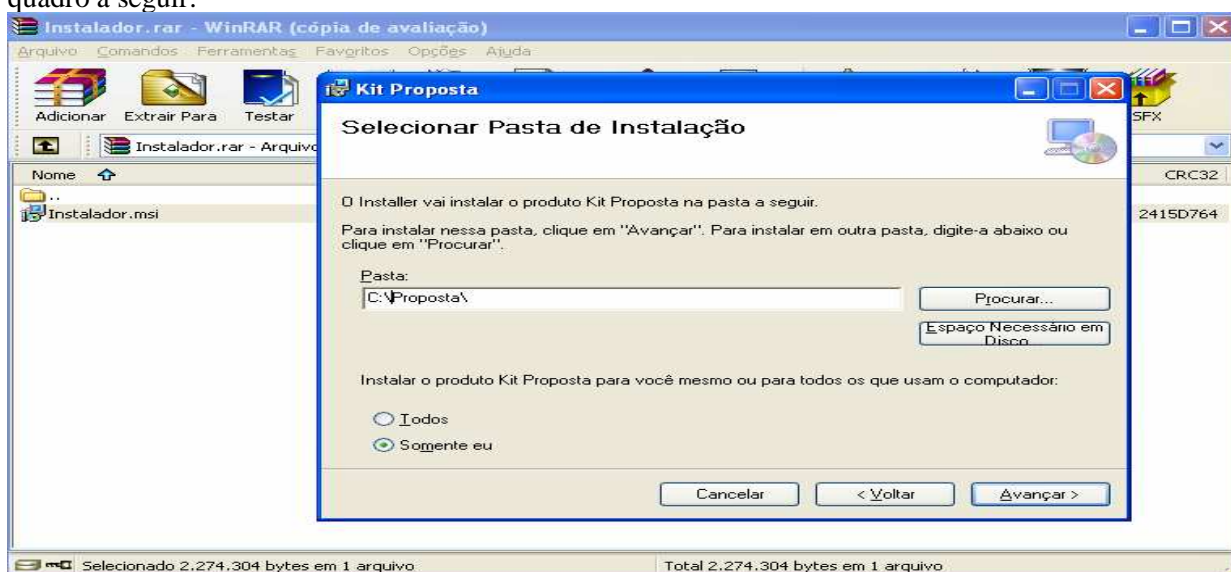 quadro a seguir:
Instalador.rar - WinRAR (cópia de avaliação)
Arquivo Comandos Ferramentas Favoritos Opções Ajuda
Adicionar Extrair Para Testar SFX
Instalador.rar - Arquivo
Nome CRC32
..
Instalador.msi 2415D764
Kit Proposta
Selecionar Pasta de Instalação
O Installer vai instalar o produto Kit Proposta na pasta a seguir.
Para instalar nessa pasta, clique em "Avançar". Para instalar em outra pasta, digite-a abaixo ou
clique em "Procurar".
Pasta:
C:\Proposta\
Procurar...
Espaço Necessário em
Disco
Instalar o produto Kit Proposta para você mesmo ou para todos os que usam o computador:
Todos
Somente eu
Cancelar < Voltar Avançar >
Selecionado 2.274.304 bytes em 1 arquivo Total 2.274.304 bytes em 1 arquivo